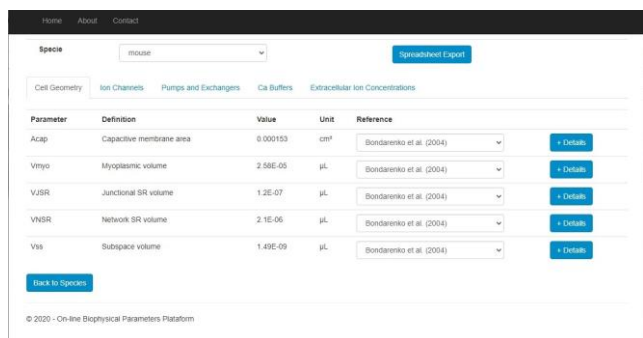 Home About Contact
Specie mouse Spreadsheet Export
Cell Geometry Ion Channels Pumps and Exchangers Ca Buffers Extracellular Ion Concentrations
Parameter Definition Value Unit Reference
Acap Capacitive membrane area 0.000153 cm² Bondarenko et al. (2004) + Details
Vmyo Myoplasmic volume 2.58E-05 µL Bondarenko et al. (2004) + Details
VJSR Junctional SR volume 1.2E-07 µL Bondarenko et al. (2004) + Details
VNSR Network SR volume 2.1E-06 µL Bondarenko et al. (2004) + Details
Vss Subspace volume 1.49E-09 µL Bondarenko et al. (2004) + Details
Back to Species
© 2020 - On-line Biophysical Parameters Plataform